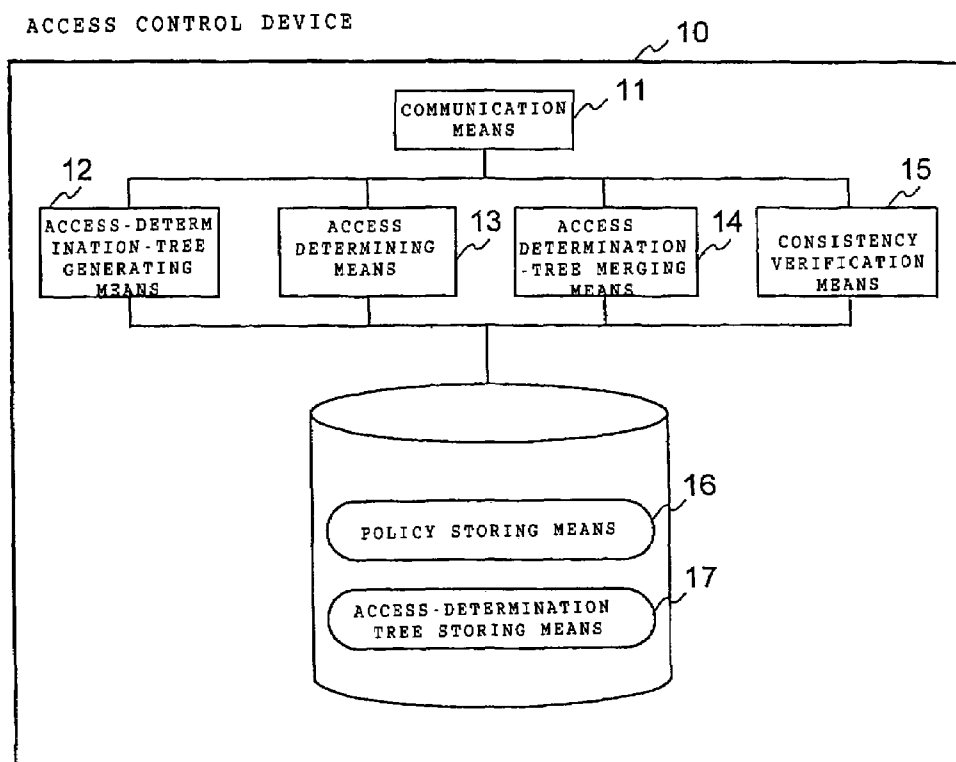 ACCESS CONTROL DEVICE
10
COMMUNICATION
MEANS
11
12
ACCESS-DETERM
INATION-TREE
GENERATING
MEANS
ACCESS
DETERMINING
MEANS
13
ACCESS
DETERMINATION
-TREE MERGING
MEANS
14
15
CONSISTENCY
VERIFICATION
MEANS
16
POLICY STORING MEANS
17
ACCESS-DETERMINATION
TREE STORING MEANS